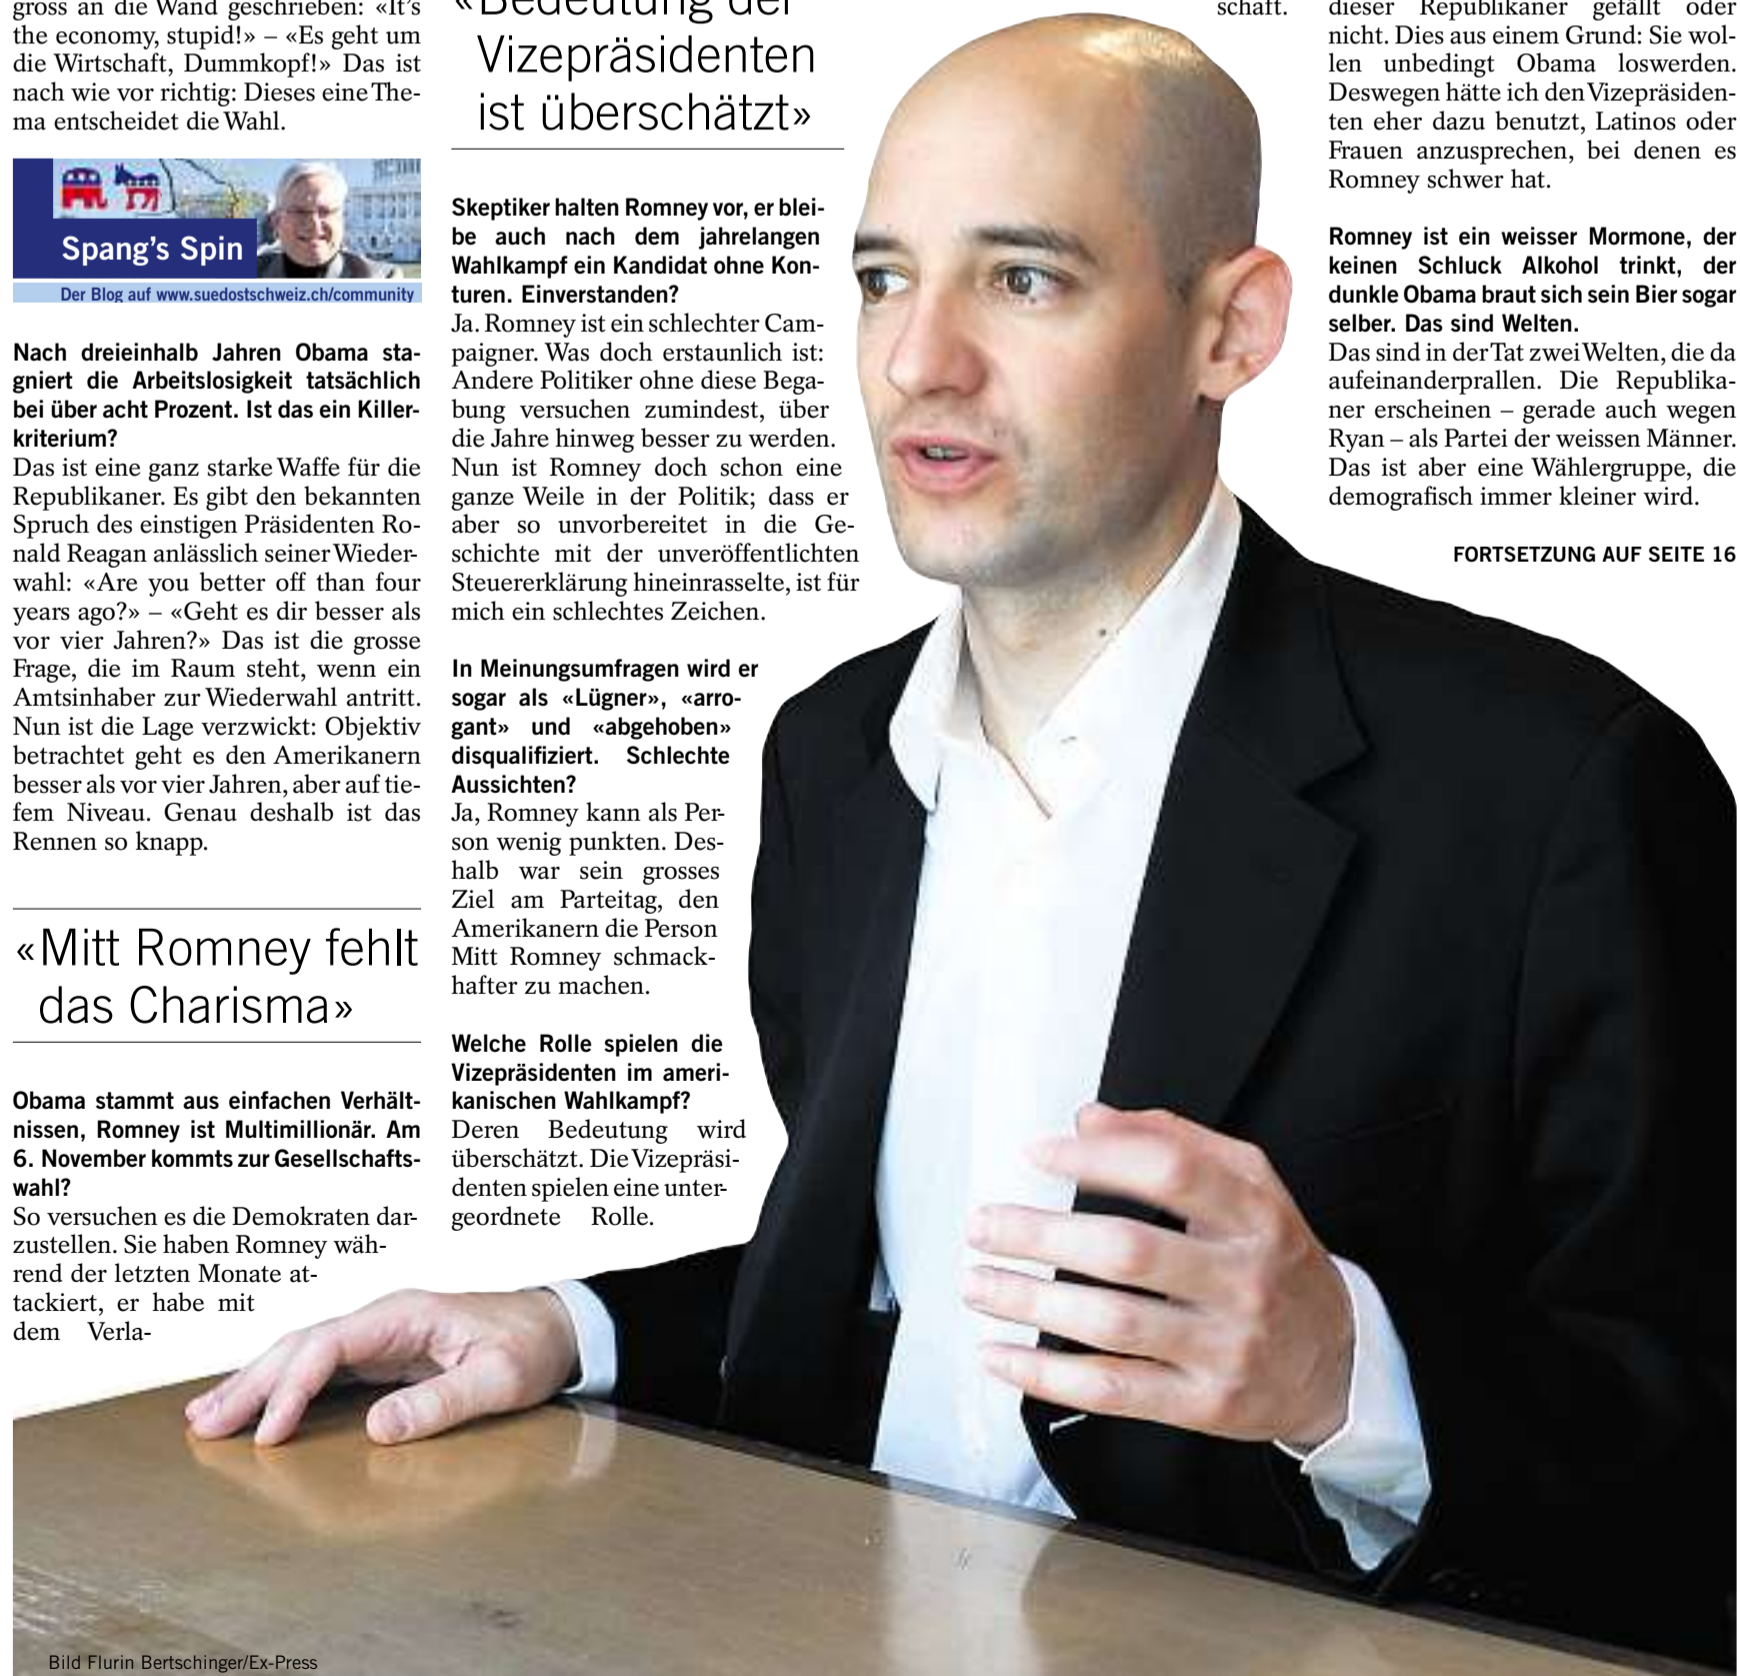 gross an die Wand geschrieben: «It's
the economy, stupid!» – «Es geht um
die Wirtschaft, Dummkopf!» Das ist
nach wie vor richtig: Dieses eine The-
ma entscheidet die Wahl.
Spang's Spin
Der Blog auf www.suedostschweiz.ch/community
Nach dreieinhalb Jahren Obama sta-
gniert die Arbeitslosigkeit tatsächlich
bei über acht Prozent. Ist das ein Killer-
kriterium?
Das ist eine ganz starke Waffe für die
Republikaner. Es gibt den bekannten
Spruch des einstigen Präsidenten Ro-
nald Reagan anlässlich seiner Wieder-
wahl: «Are you better off than four
years ago?» – «Geht es dir besser als
vor vier Jahren?» Das ist die grosse
Frage, die im Raum steht, wenn ein
Amtsinhaber zur Wiederwahl antritt.
Nun ist die Lage verzwickt: Objektiv
betrachtet geht es den Amerikanern
besser als vor vier Jahren, aber auf tie-
fem Niveau. Genau deshalb ist das
Rennen so knapp.
«Mitt Romney fehlt
das Charisma»
Obama stammt aus einfachen Verhält-
nissen, Romney ist Multimillionär. Am
6. November kommts zur Gesellschafts-
wahl?
So versuchen es die Demokraten dar-
zustellen. Sie haben Romney wäh-
rend der letzten Monate at-
tackiert, er habe mit
dem Verla-
«Bedeutung der
Vizepräsidenten
ist überschätzt»
Skeptiker halten Romney vor, er blei-
be auch nach dem jahrelangen
Wahlkampf ein Kandidat ohne Kon-
turen. Einverstanden?
Ja. Romney ist ein schlechter Cam-
paigner. Was doch erstaunlich ist:
Andere Politiker ohne diese Bega-
bung versuchen zumindest, über
die Jahre hinweg besser zu werden.
Nun ist Romney doch schon eine
ganze Weile in der Politik; dass er
aber so unvorbereitet in die Ge-
schichte mit der unveröffentlichten
Steuererklärung hineinrasselte, ist für
mich ein schlechtes Zeichen.
In Meinungsumfragen wird er
sogar als «Lügner», «arro-
gant» und «abgehoben»
disqualifiziert. Schlechte
Aussichten?
Ja, Romney kann als Per-
son wenig punkten. Des-
halb war sein grosses
Ziel am Parteitag, den
Amerikanern die Person
Mitt Romney schmack-
hafter zu machen.
Welche Rolle spielen die
Vizepräsidenten im ameri-
kanischen Wahlkampf?
Deren Bedeutung wird
überschätzt. Die Vizepräsi-
denten spielen eine unter-
geordnete Rolle.
schaft.
dieser Republikaner gefällt oder
nicht. Dies aus einem Grund: Sie wol-
len unbedingt Obama loswerden.
Deswegen hätte ich den Vizepräsiden-
ten eher dazu benutzt, Latinos oder
Frauen anzusprechen, bei denen es
Romney schwer hat.
Romney ist ein weisser Mormone, der
keinen Schluck Alkohol trinkt, der
dunkle Obama braut sich sein Bier sogar
selber. Das sind Welten.
Das sind in der Tat zwei Welten, die da
aufeinanderprallen. Die Republika-
ner erscheinen – gerade auch wegen
Ryan – als Partei der weissen Männer.
Das ist aber eine Wählergruppe, die
demografisch immer kleiner wird.
FORTSETZUNG AUF SEITE 16
Bild Flurin Bertschinger/Ex-Press